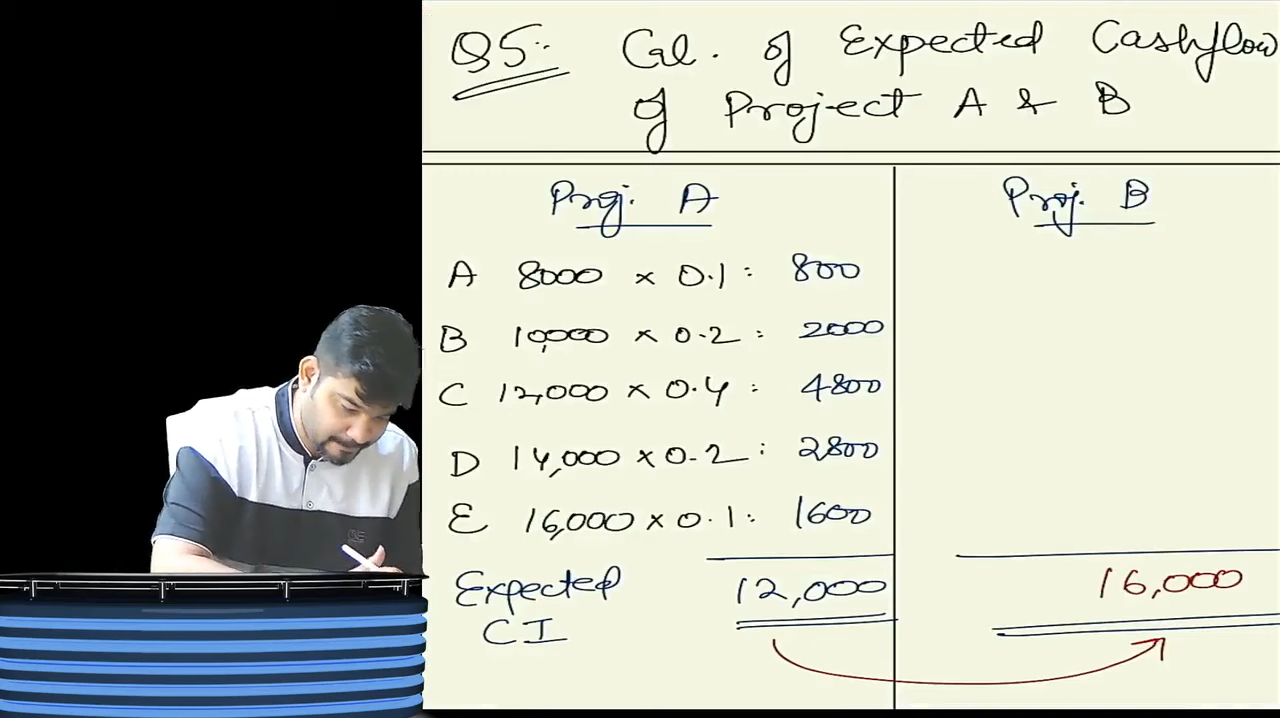 Q5:- Cal. of Expected Cashflow
of Project A & B
Proj. A
Proj. B
A 8000 x 0.1 : 800
B 10,000 x 0.2 : 2000
C 12,000 x 0.4 : 4800
D 14,000 x 0.2 : 2800
E 16,000 x 0.1 : 1600
Expected 12,000
CI
16,000